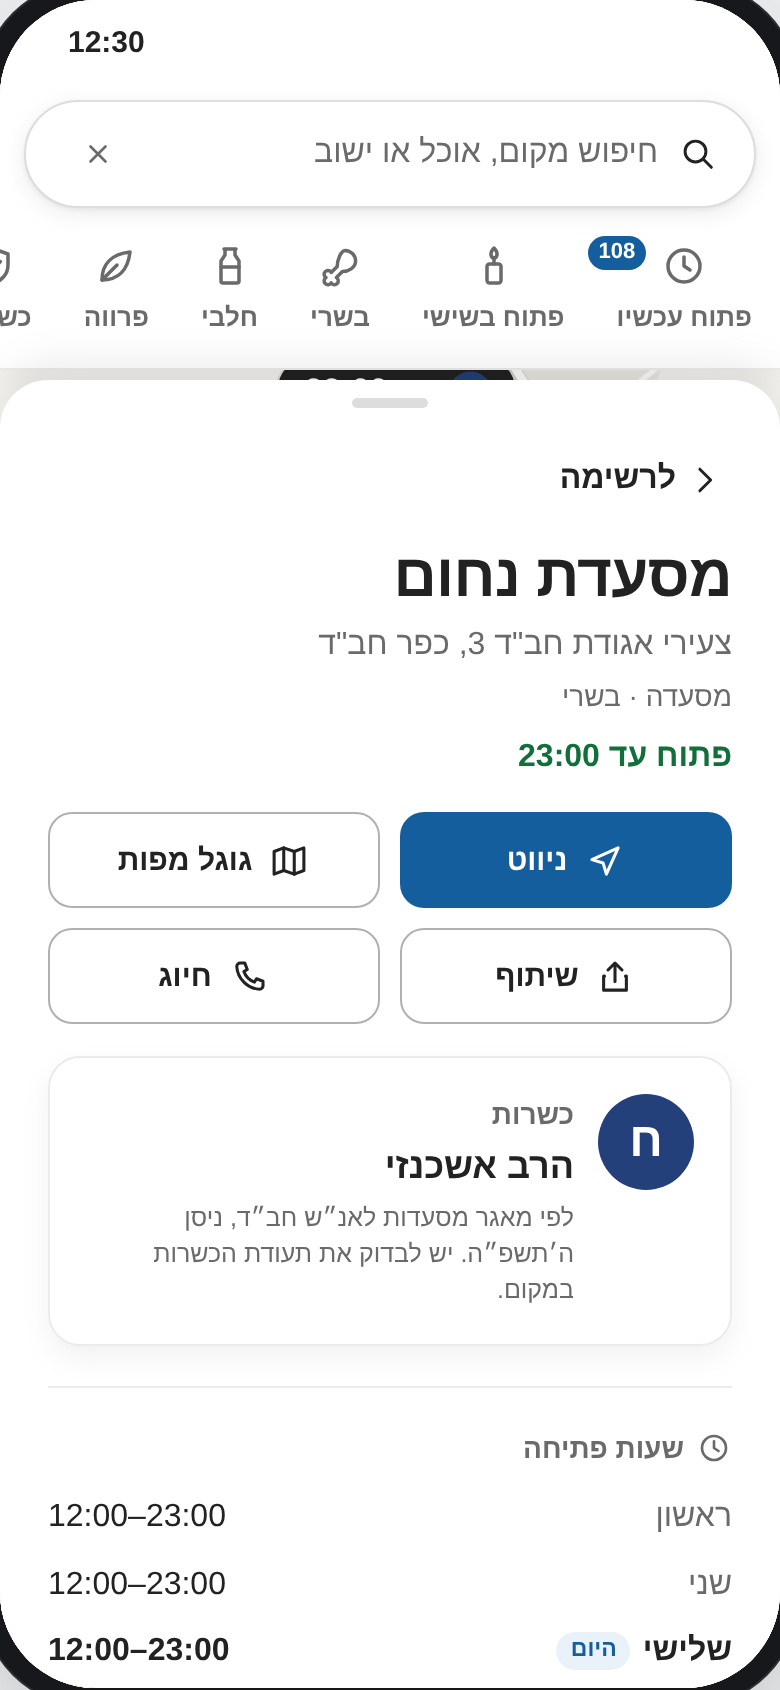 12:30
חיפוש מקום, אוכל או ישוב
108
פתוח עכשיו
פתוח בשישי
בשרי
חלבי
פרווה
לרשימה
מסעדת נחום
צעירי אגודת חב"ד 3, כפר חב"ד
מסעדה · בשרי
פתוח עד 23:00
ניווט
גוגל מפות
שיתוף
חיוג
ח
כשרות
הרב אשכנזי
לפי מאגר מסעדות לאנ״ש חב״ד, ניסן
ה׳תשפ״ה. יש לבדוק את תעודת הכשרות
במקום.
שעות פתיחה
ראשון 12:00–23:00
שני 12:00–23:00
שלישי היום 12:00–23:00